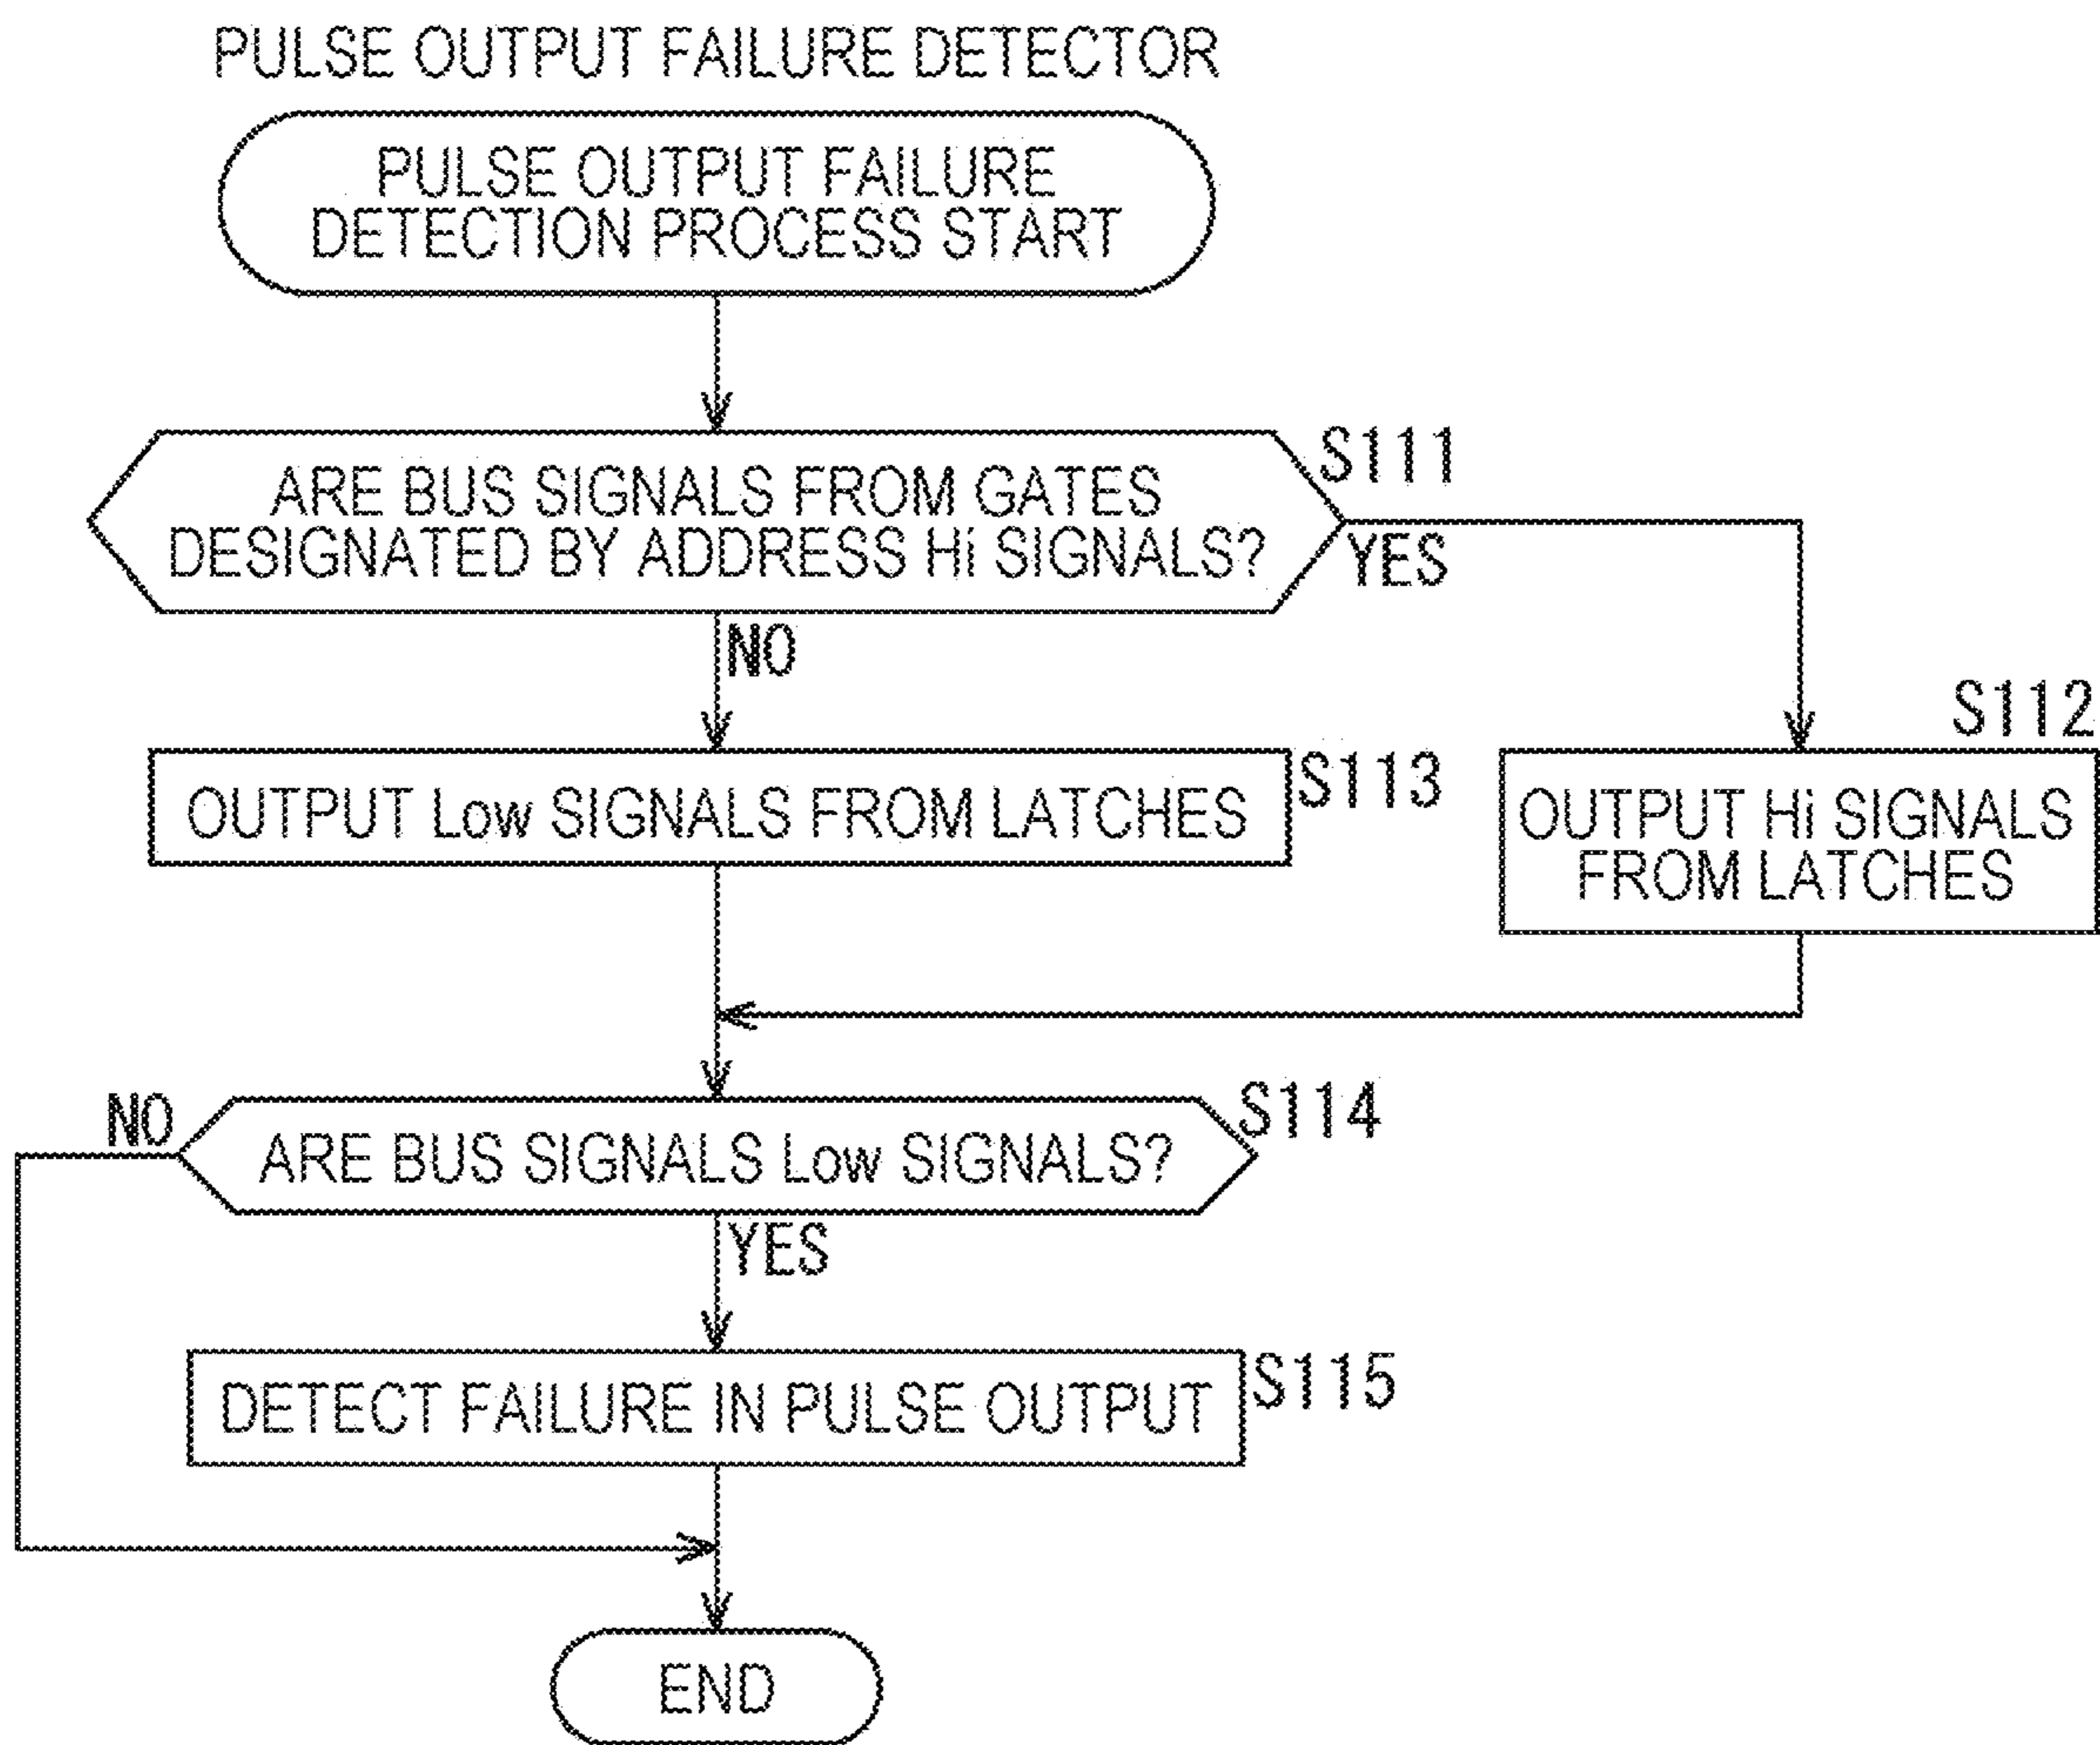 PULSE OUTPUT FAILURE DETECTOR
PULSE OUTPUT FAILURE
DETECTION PROCESS START
S111
ARE BUS SIGNALS FROM GATES
DESIGNATED BY ADDRESS Hi SIGNALS?
YES
NO
S112
S113
OUTPUT Low SIGNALS FROM LATCHES
OUTPUT Hi SIGNALS
FROM LATCHES
S114
NO
ARE BUS SIGNALS Low SIGNALS?
YES
S115
DETECT FAILURE IN PULSE OUTPUT
END